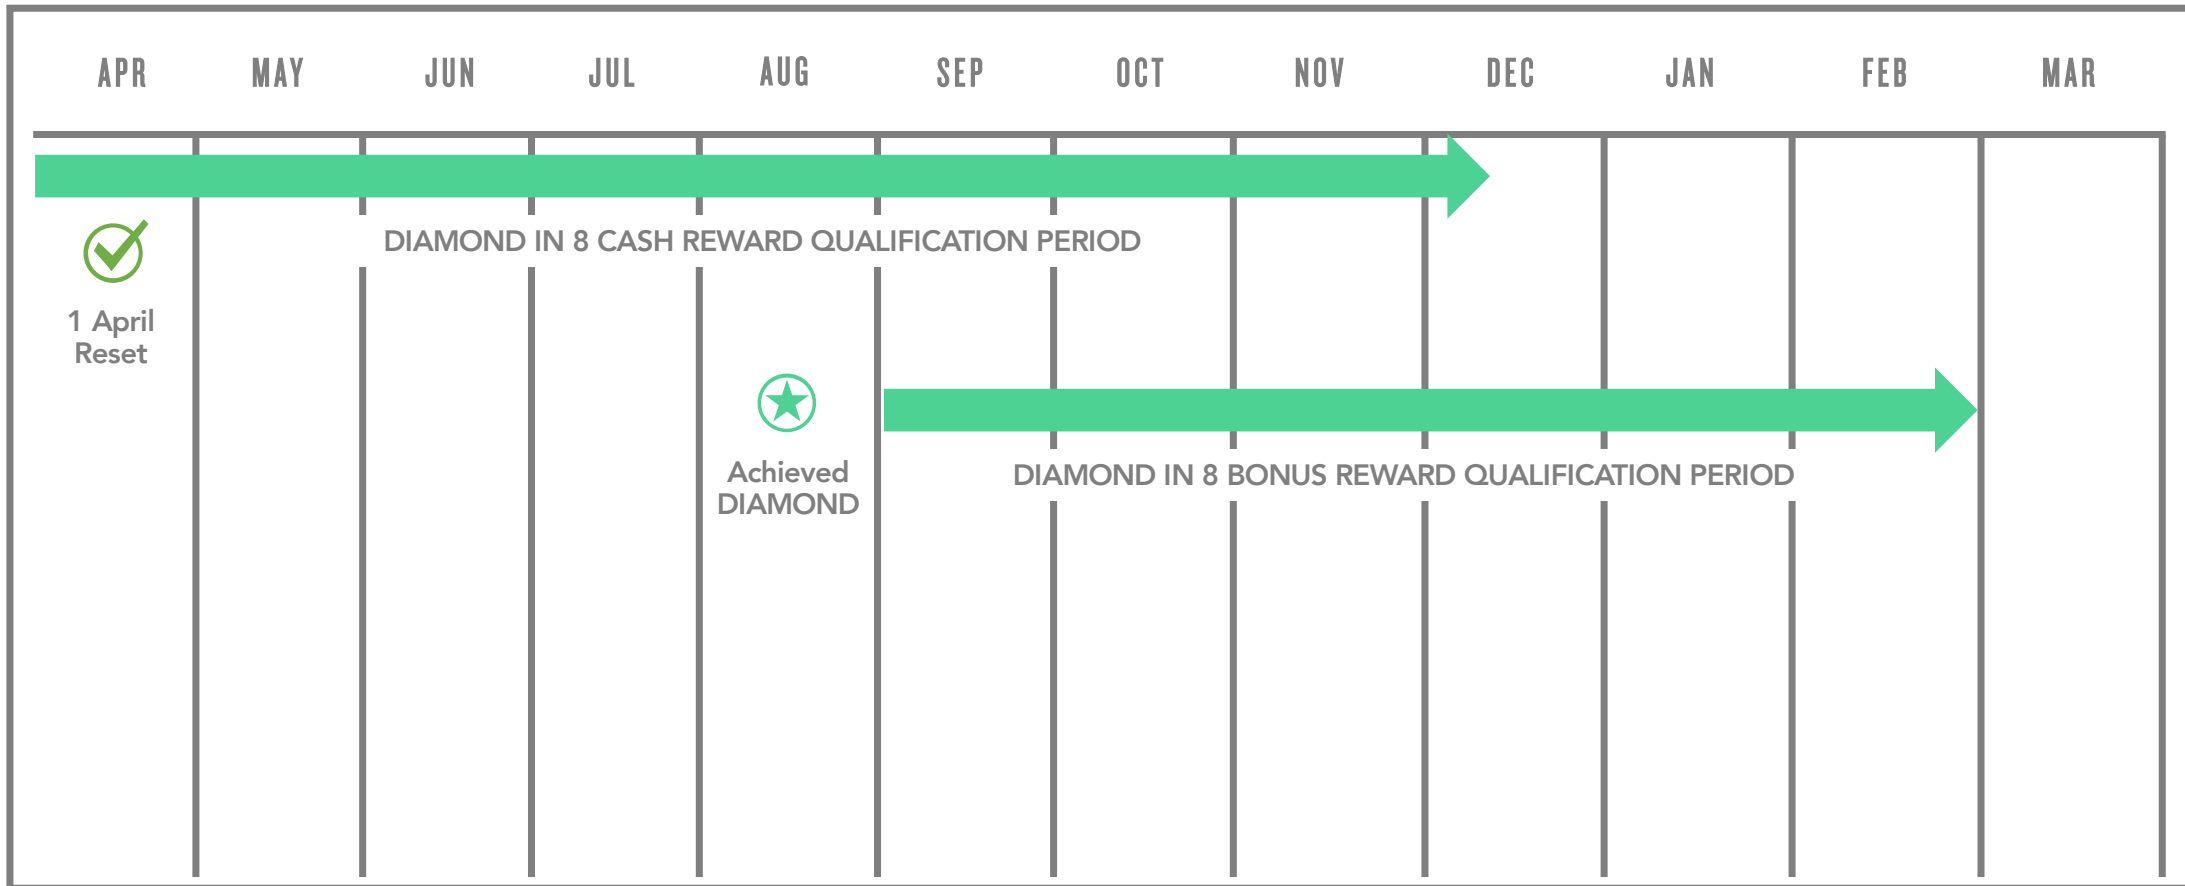 APR MAY JUN JUL AUG SEP OCT NOV DEC JAN FEB MAR
DIAMOND IN 8 CASH REWARD QUALIFICATION PERIOD
1 April
Reset
Achieved
DIAMOND
DIAMOND IN 8 BONUS REWARD QUALIFICATION PERIOD